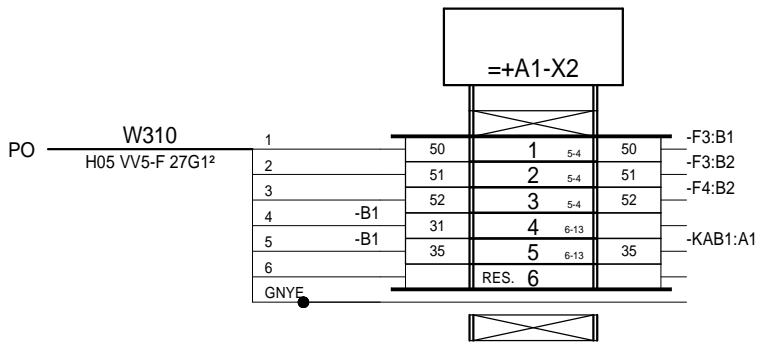 =+A1-X2
PO W310
H05 VV5-F 27G1²
1 50 1 5-4 50 -F3:B1
2 51 2 5-4 51 -F3:B2
3 52 3 5-4 52 -F4:B2
4 -B1 31 4 6-13
5 -B1 35 5 6-13 35 -KAB1:A1
6 RES. 6
GNYE